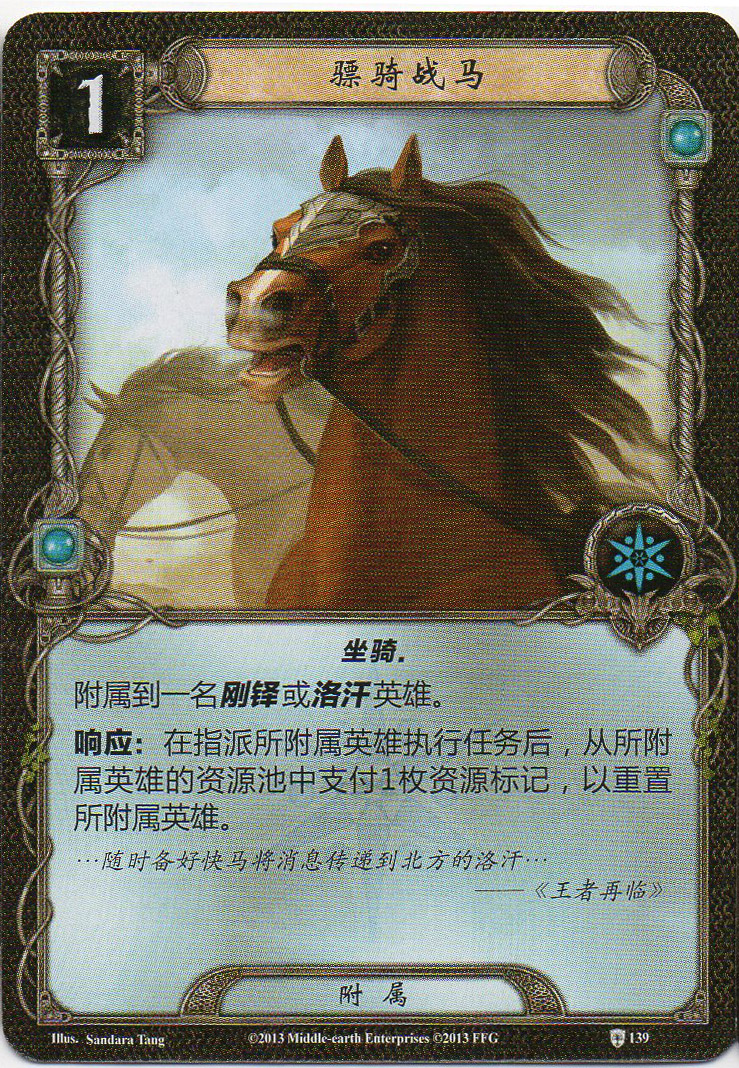 1
骠骑战马
坐骑.
附属到一名刚铎或洛汗英雄。
响应：在指派所附属英雄执行任务后，从所附
属英雄的资源池中支付1枚资源标记，以重置
所附属英雄。
…随时备好快马将消息传递到北方的洛汗…
——《王者再临》
附属
Illus. Sandara Tang ©2013 Middle-earth Enterprises ©2013 FFG 139